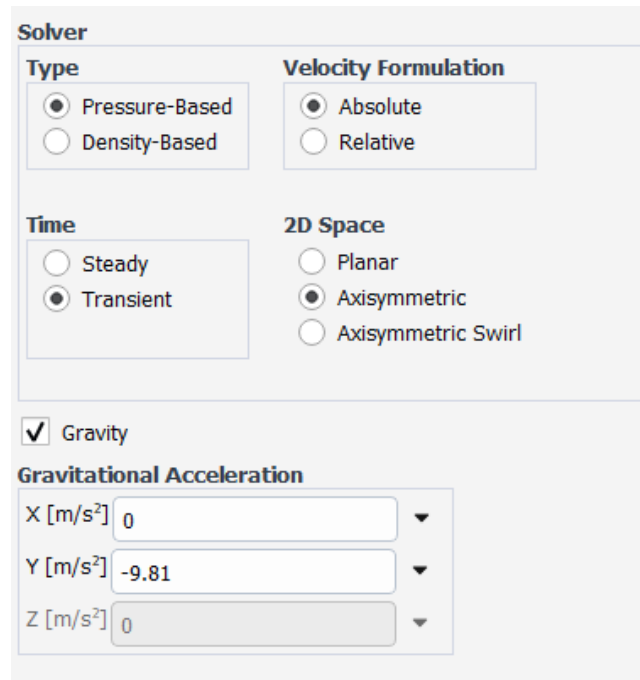 Solver
Type
Velocity Formulation
Pressure-Based
Absolute
Density-Based
Relative
Time
2D Space
Steady
Planar
Transient
Axisymmetric
Axisymmetric Swirl
Gravity
Gravitational Acceleration
X [m/s²] 0
Y [m/s²] -9.81
Z [m/s²] 0